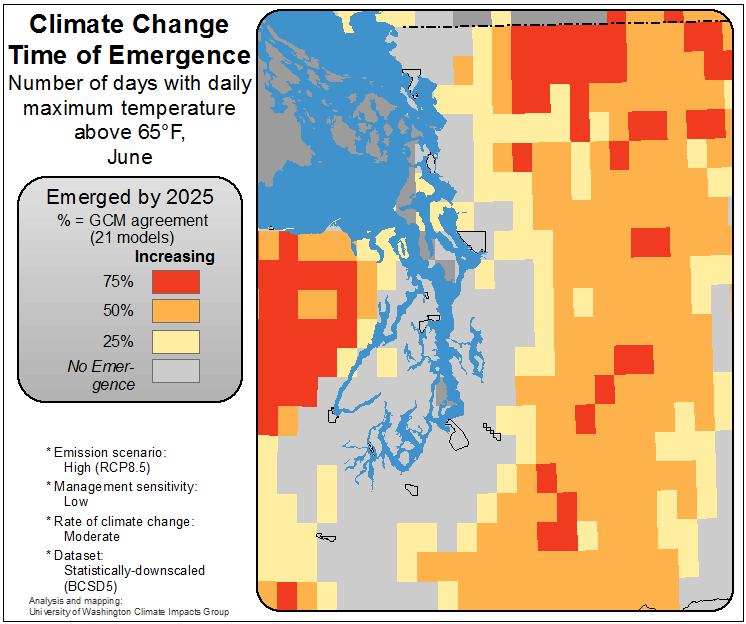 Climate Change
Time of Emergence
Number of days with daily
maximum temperature
above 65°F,
June
Emerged by 2025
% = GCM agreement
(21 models)
Increasing
75%
50%
25%
No Emer-
gence
* Emission scenario:
High (RCP8.5)
* Management sensitivity:
Low
* Rate of climate change:
Moderate
* Dataset:
Statistically-downscaled
(BCSD5)
Analysis and mapping:
University of Washington Climate Impacts Group